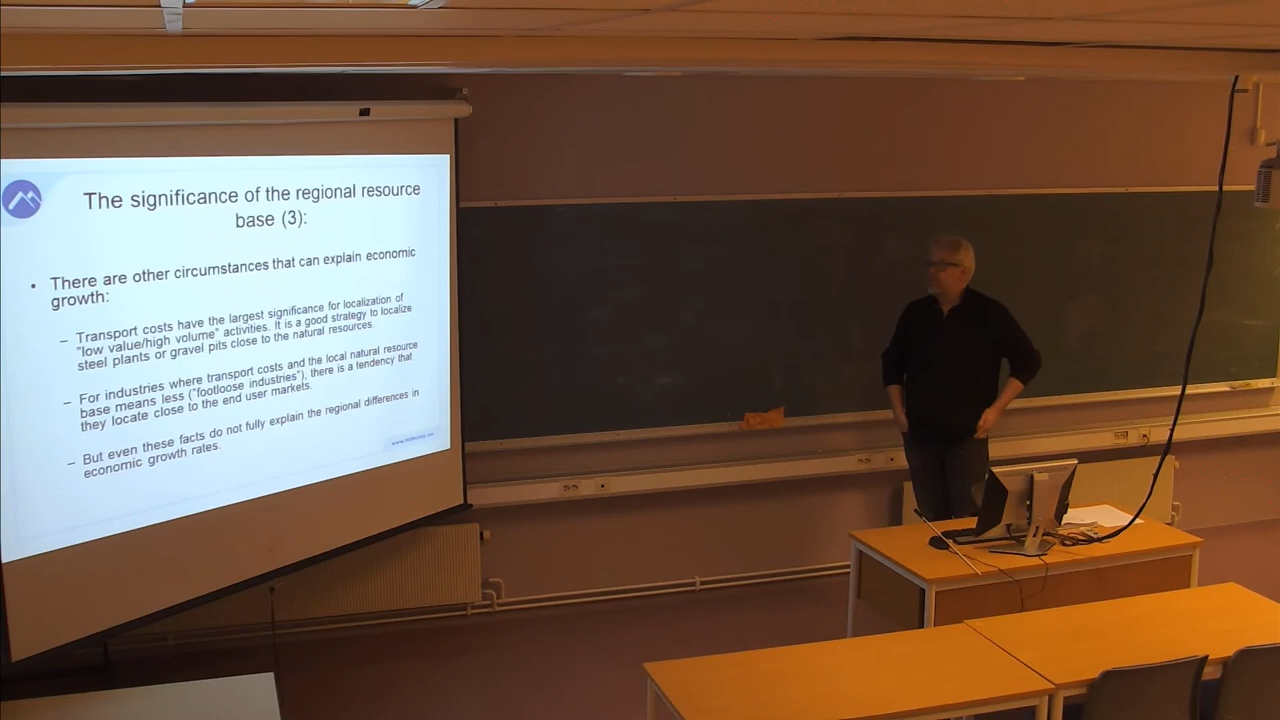 The significance of the regional resource
base (3):
• There are other circumstances that can explain economic
growth:
– Transport costs have the largest significance for localization of
"low value/high volume" activities. It is a good strategy to localize
steel plants or gravel pits close to the natural resources.
– For industries where transport costs and the local natural resource
base means less ("footloose industries"), there is a tendency that
they locate close to the end user markets.
– But even these facts do not fully explain the regional differences in
economic growth rates.